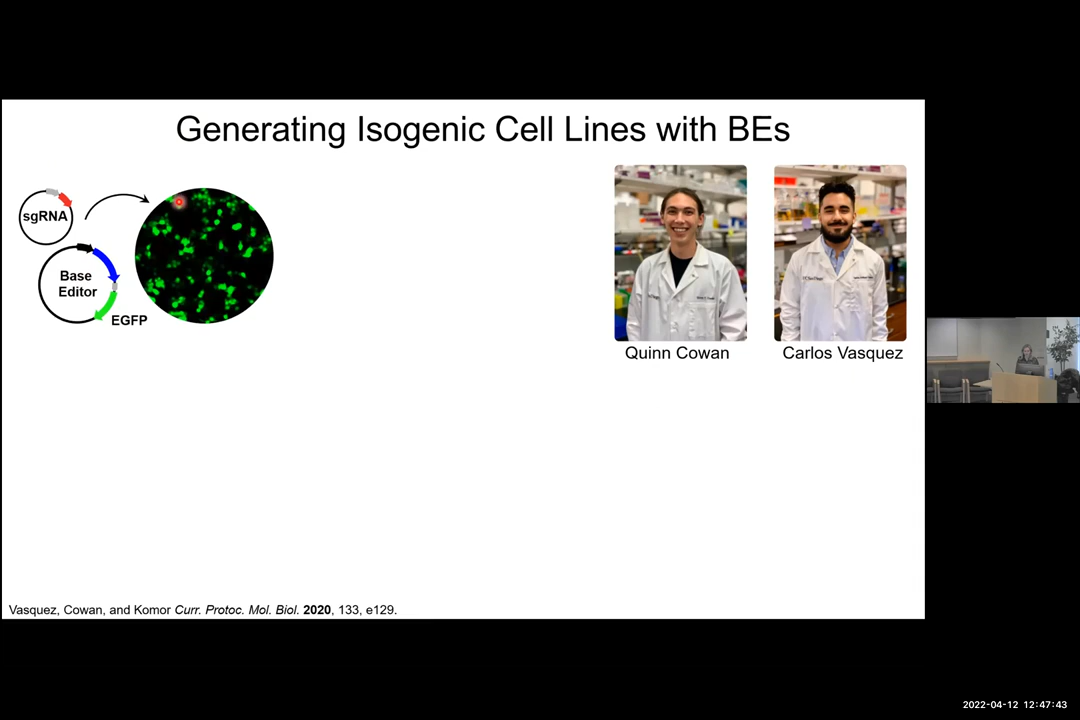 Generating Isogenic Cell Lines with BEs
sgRNA
Base
Editor
EGFP
Quinn Cowan
Carlos Vasquez
Vasquez, Cowan, and Komor Curr. Protoc. Mol. Biol. 2020, 133, e129.
2022-04-12 12:47:43